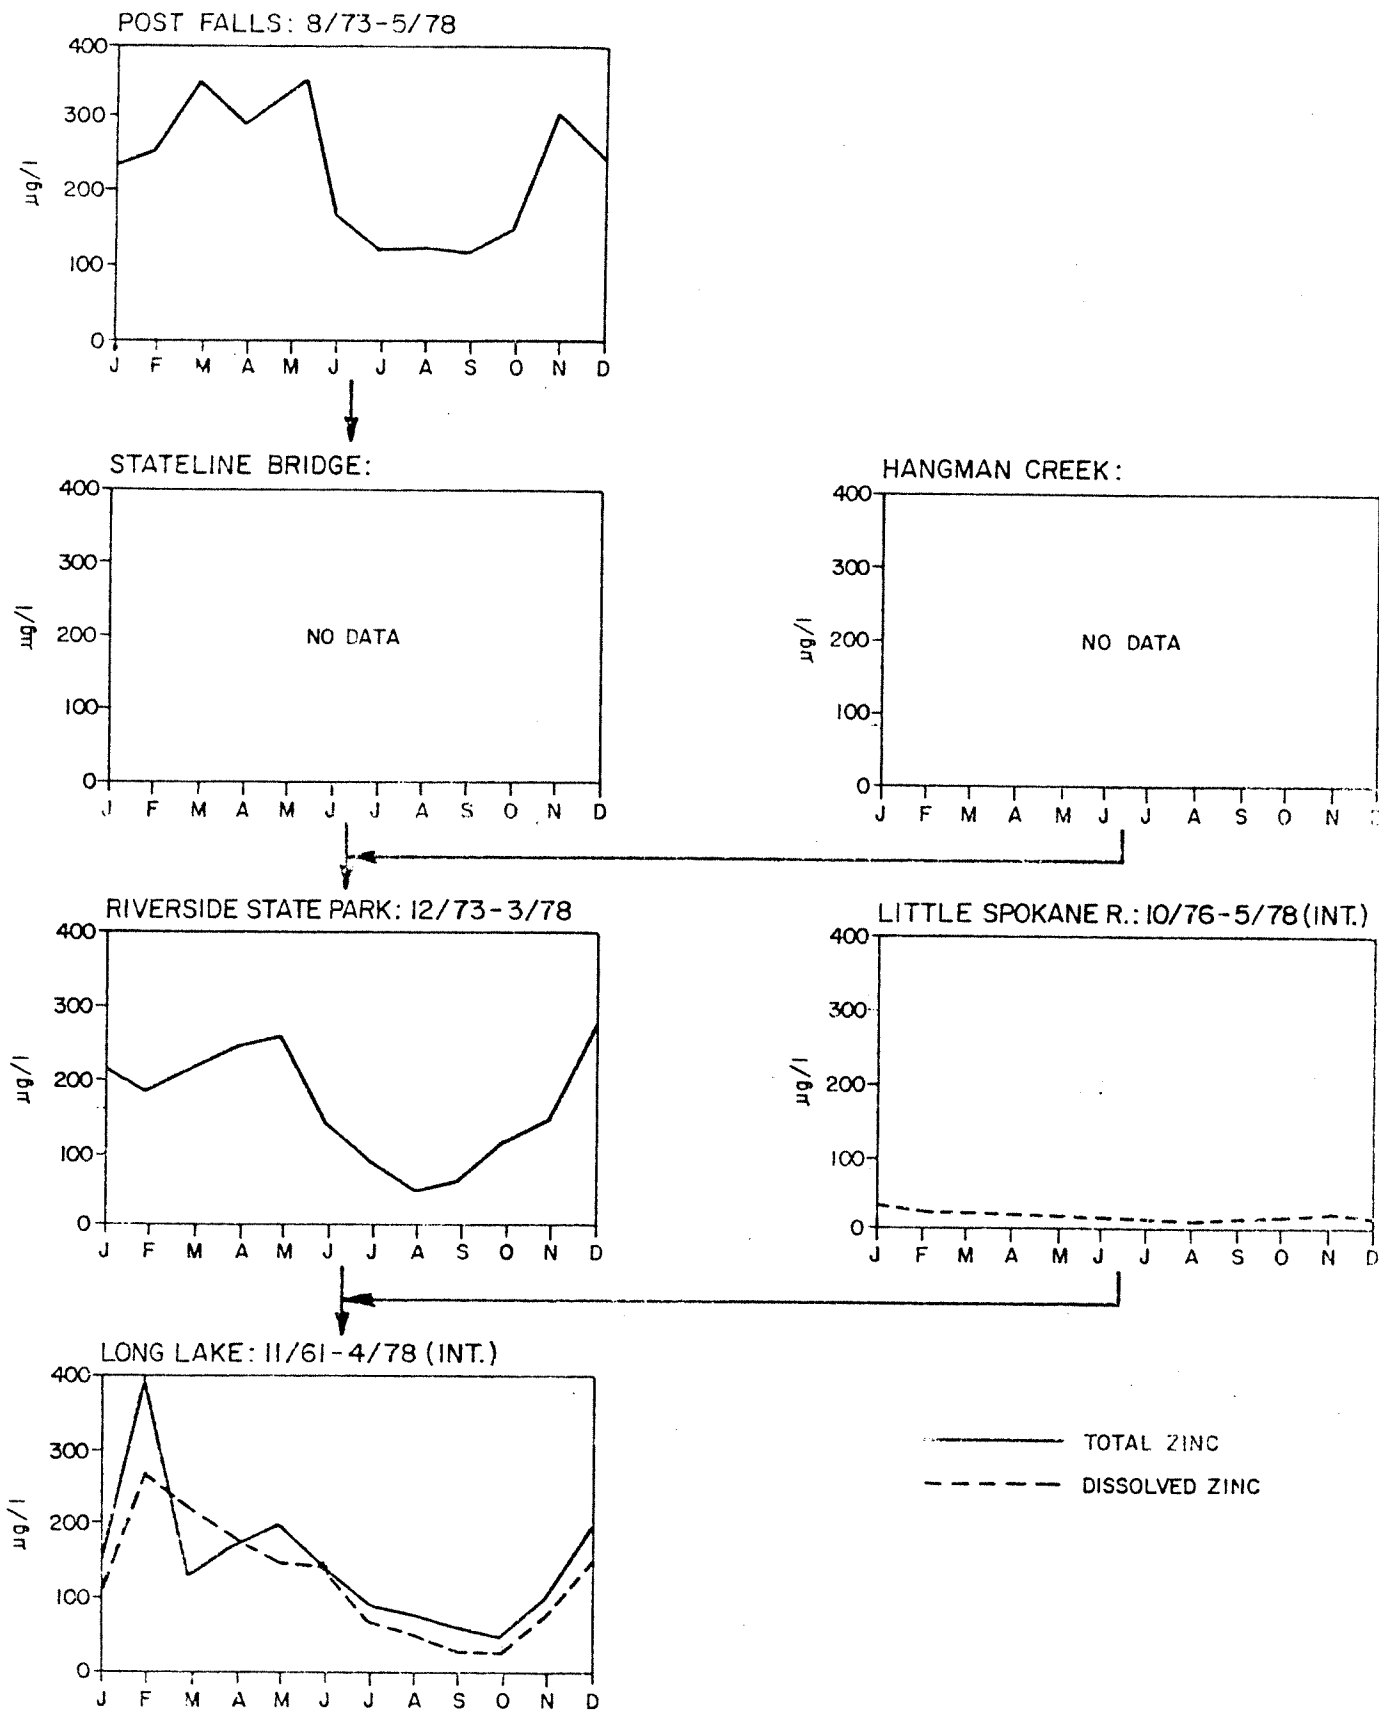 POST FALLS: 8/73-5/78
400
300
200
100
0
µg/l
J F M A M J J A S O N D
STATELINE BRIDGE:
400
300
200
100
0
µg/l
NO DATA
J F M A M J J A S O N D
HANGMAN CREEK:
400
300
200
100
0
µg/l
NO DATA
J F M A M J J A S O N
RIVERSIDE STATE PARK: 12/73-3/78
400
300
200
100
0
µg/l
J F M A M J J A S O N D
LITTLE SPOKANE R.: 10/76-5/78 (INT.)
400
300
200
100
0
µg/l
J F M A M J J A S O N D
LONG LAKE: 11/61-4/78 (INT.)
400
300
200
100
0
µg/l
J F M A M J J A S O N D
TOTAL ZINC
DISSOLVED ZINC